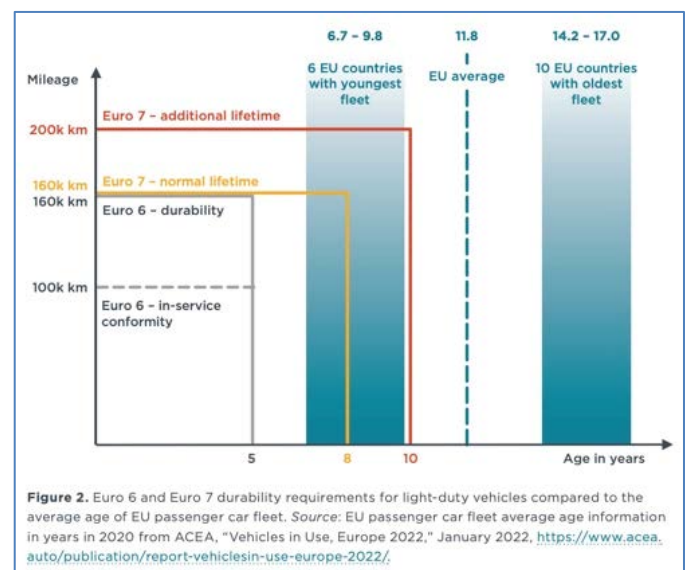 6.7 – 9.8
11.8
14.2 – 17.0
6 EU countries
with youngest
fleet
EU average
10 EU countries
with oldest
fleet
Mileage
200k km
Euro 7 – additional lifetime
160k km
Euro 7 – normal lifetime
160k km
Euro 6 – durability
100k km
Euro 6 – in-service
conformity
5
8
10
Age in years
Figure 2. Euro 6 and Euro 7 durability requirements for light-duty vehicles compared to the
average age of EU passenger car fleet. Source: EU passenger car fleet average age information
in years in 2020 from ACEA, “Vehicles in Use, Europe 2022,” January 2022, https://www.acea.
auto/publication/report-vehiclesin-use-europe-2022/.